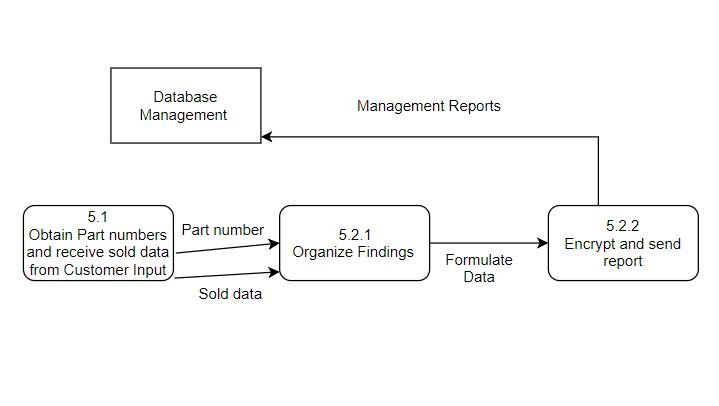 Database
Management
Management Reports
5.1
Obtain Part numbers
and receive sold data
from Customer Input
Part number
Sold data
5.2.1
Organize Findings
Formulate
Data
5.2.2
Encrypt and send
report